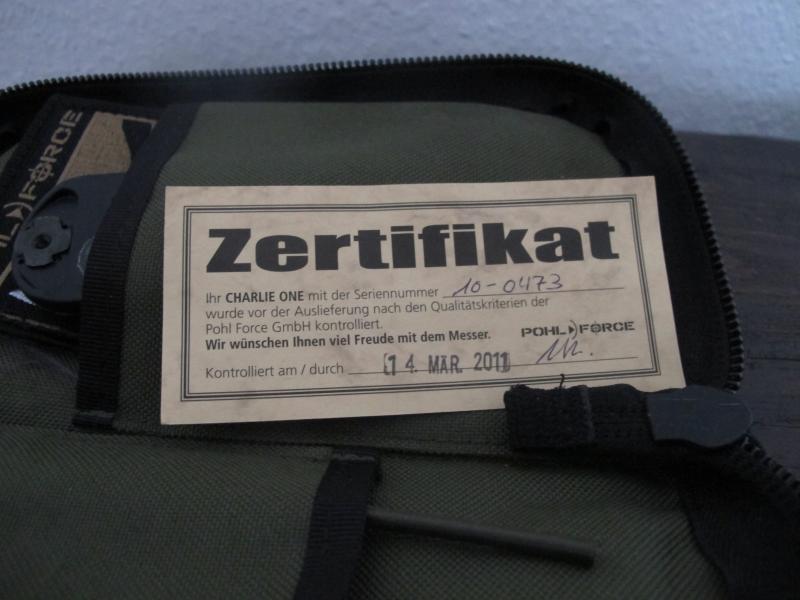 POHL FORCE
Zertifikat
Ihr CHARLIE ONE mit der Seriennummer 10-0473
wurde vor der Auslieferung nach den Qualitätskriterien der
Pohl Force GmbH kontrolliert.
Wir wünschen Ihnen viel Freude mit dem Messer.
POHL FORCE
Kontrolliert am / durch 14. MÄR. 2011